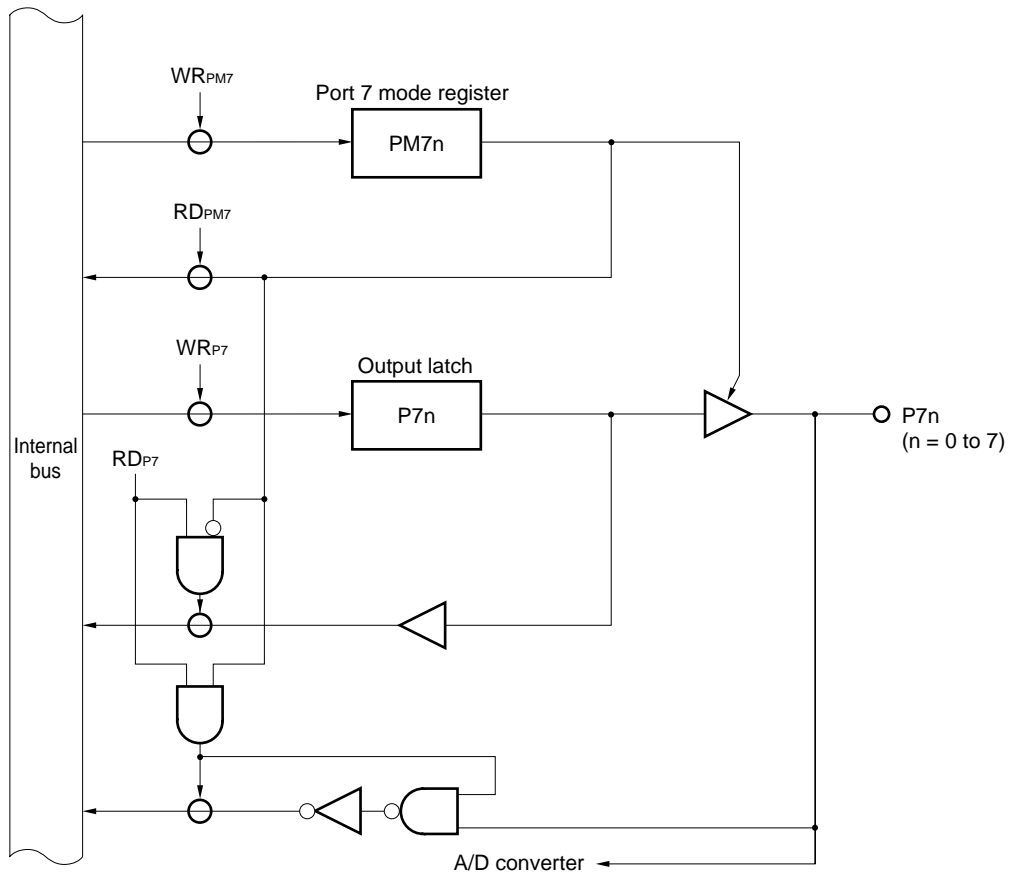 WRPM7
Port 7 mode register
PM7n
RDPM7
WRP7
Output latch
P7n
P7n
(n = 0 to 7)
Internal
bus
RDP7
A/D converter